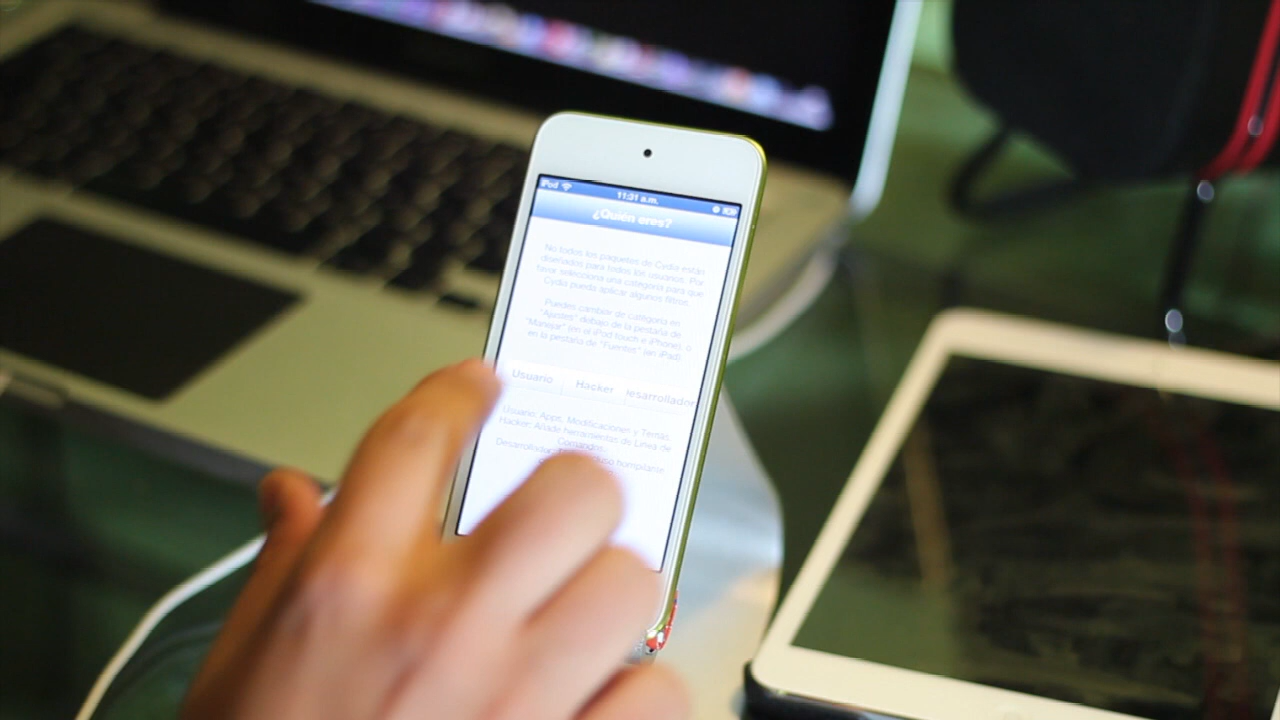 iPod
11:31 a.m.
¿Quién eres?
No todos los paquetes de Cydia están
diseñados para todos los usuarios. Por
favor selecciona una categoría para que
Cydia pueda aplicar algunos filtros.
Pueden cambiar de categoría en
"Ajustes" debajo de la pestaña de
"Manejar" (en el iPod touch e iPhone), o
en la pestaña de "Fuentes" (en iPad)
Usuario Hacker esarrollador
Usuario: Apps, Modificaciones y Temas
Hacker: Añade herramientas de Linea de
Comandos.